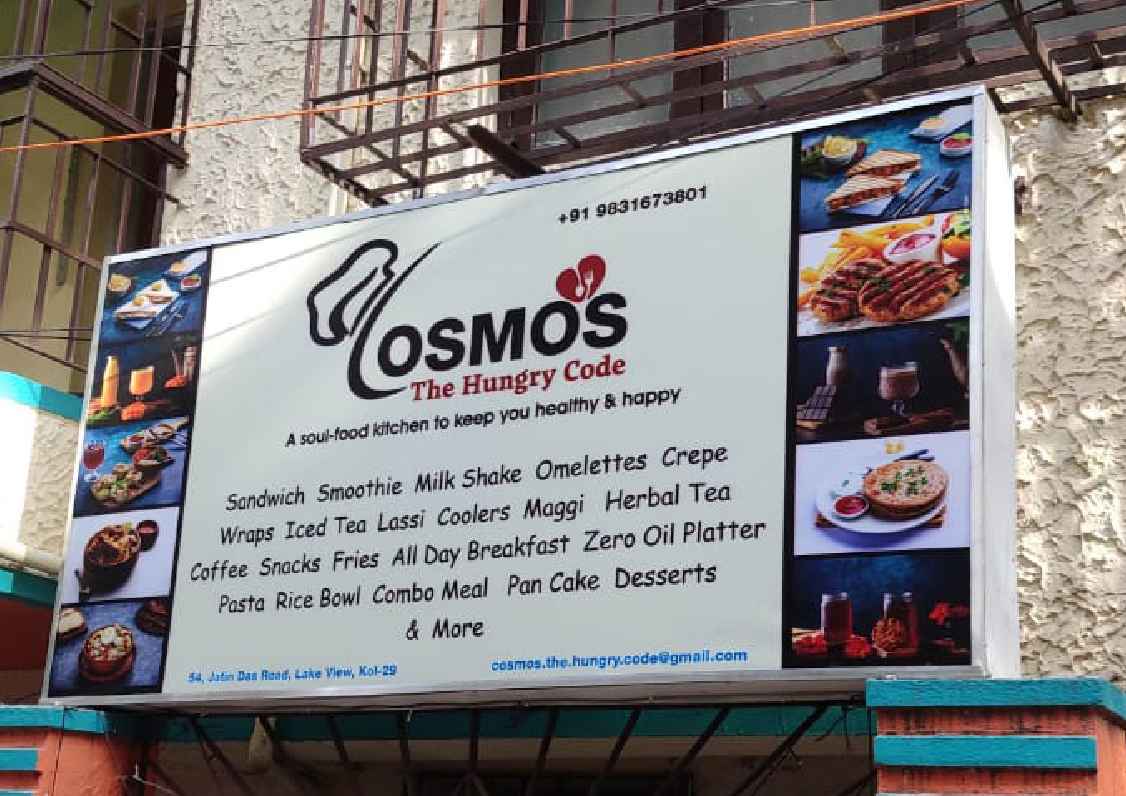 +91 9831673801
COSMOS
The Hungry Code
A soul-food kitchen to keep you healthy & happy
Sandwich Smoothie Milk Shake Omelettes Crepe
Wraps Iced Tea Lassi Coolers Maggi Herbal Tea
Coffee Snacks Fries All Day Breakfast Zero Oil Platter
Pasta Rice Bowl Combo Meal Pan Cake Desserts
& More
54, Jatin Das Road, Lake View, Kol-29
cosmos.the.hungry.code@gmail.com